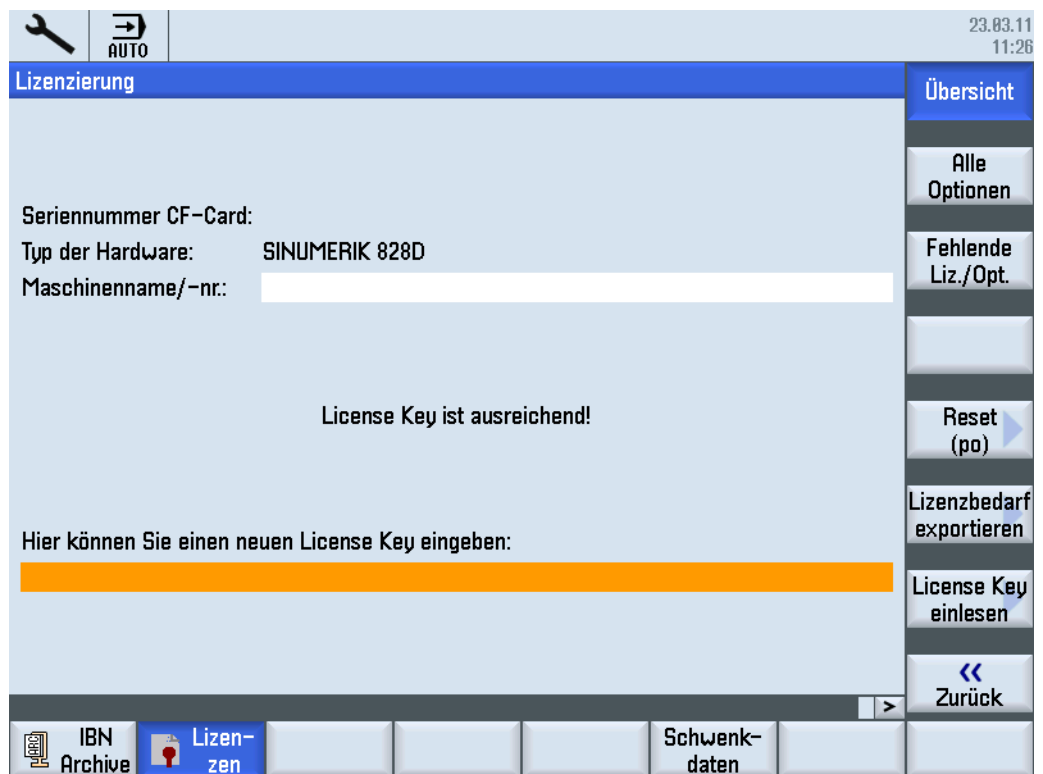 AUTO
23.03.11
11:26
Lizenzierung
Übersicht
Alle
Optionen
Seriennummer CF-Card:
Typ der Hardware: SINUMERIK 828D
Fehlende
Liz./Opt.
Maschinenname/-nr.:
License Key ist ausreichend!
Reset
(po)
Lizenzbedarf
exportieren
Hier können Sie einen neuen License Key eingeben:
License Key
einlesen
«
Zurück
>
IBN
Archive
Lizen-
zen
Schwenk-
daten